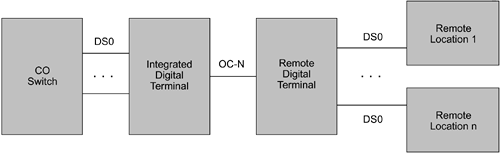 CO
Switch
DS0
. . .
Integrated
Digital
Terminal
OC-N
Remote
Digital
Terminal
DS0
. . .
DS0
Remote
Location 1
Remote
Location n